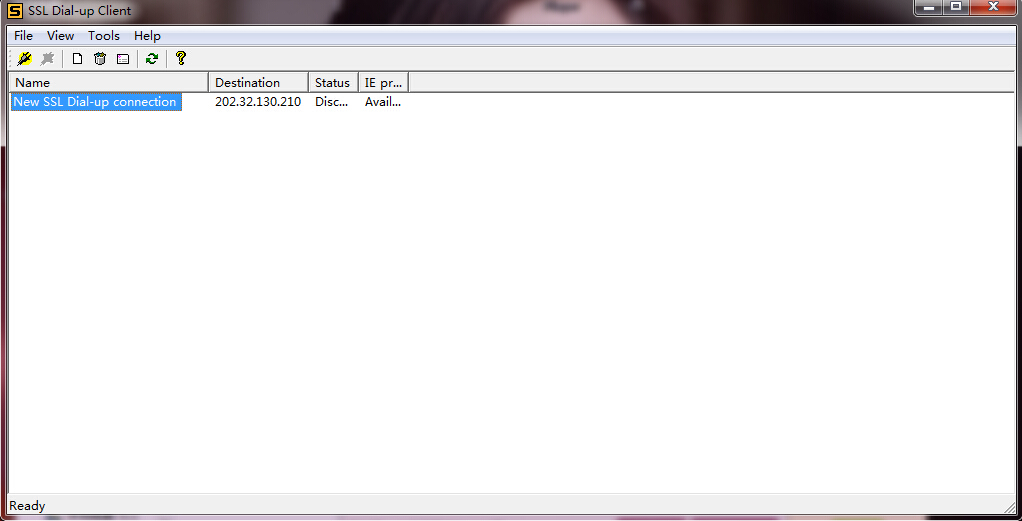 SSL Dial-up Client
File View Tools Help
Name Destination Status IE pr...
New SSL Dial-up connection 202.32.130.210 Disc... Avail...
Ready